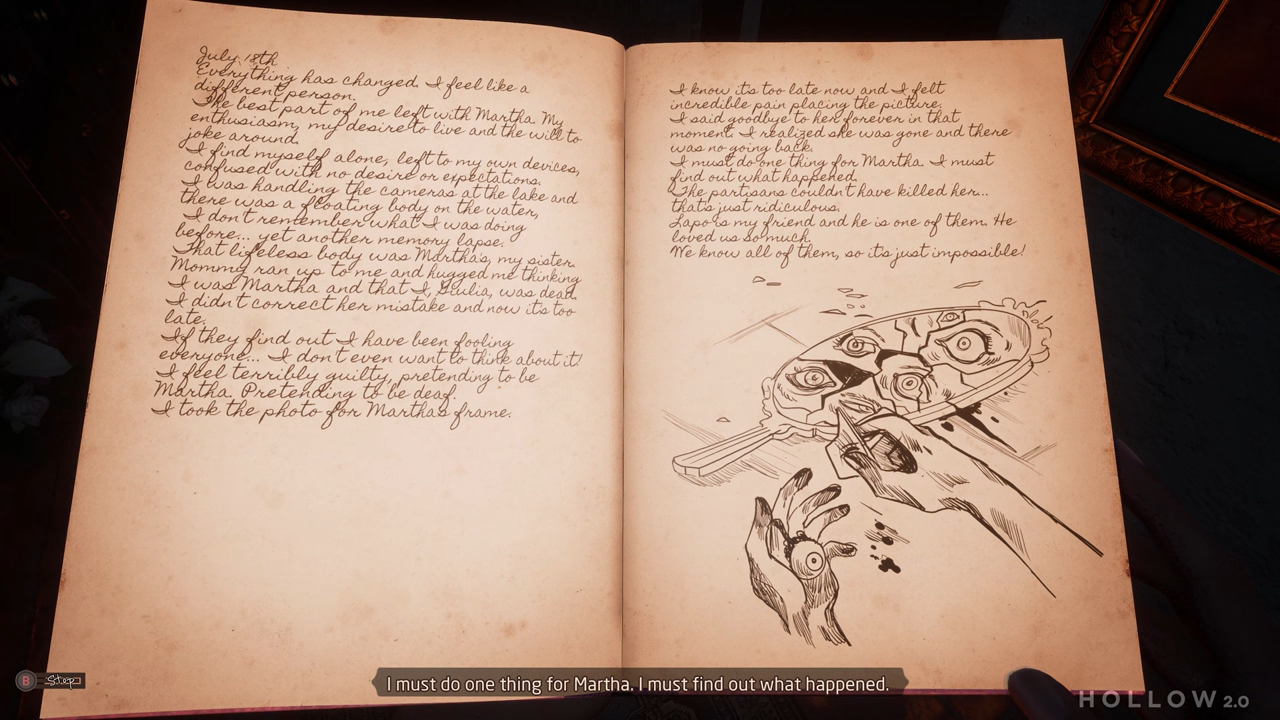 July 18th
Everything has changed. I feel like a
different person.
The best part of me left with Martha. My
enthusiasm, my desire to live and the will to
joke around.
I find myself alone, left to my own devices,
confused with no desire or expectations.
I was handling the cameras at the lake and
there was a floating body on the water,
I don't remember what I was doing
before... yet another memory lapse.
That lifeless body was Martha's, my sister.
Mommy ran up to me and hugged me thinking
I was Martha and that I, Giulia, was dead.
I didn't correct her mistake and now it's too
late.
If they find out I have been fooling
everyone... I don't even want to think about it!
I feel terribly guilty, pretending to be
Martha. Pretending to be deaf.
I took the photo for Martha's frame.
I know it's too late now and I felt
incredible pain placing the picture.
I said goodbye to her forever in that
moment. I realized she was gone and there
was no going back.
I must do one thing for Martha. I must
find out what happened.
The partisans couldn't have killed her...
that's just ridiculous.
Lapo is my friend and he is one of them. He
loved us so much.
We know all of them, so it's just impossible!
B Stop
I must do one thing for Martha. I must find out what happened.
HOLLOW 2.0